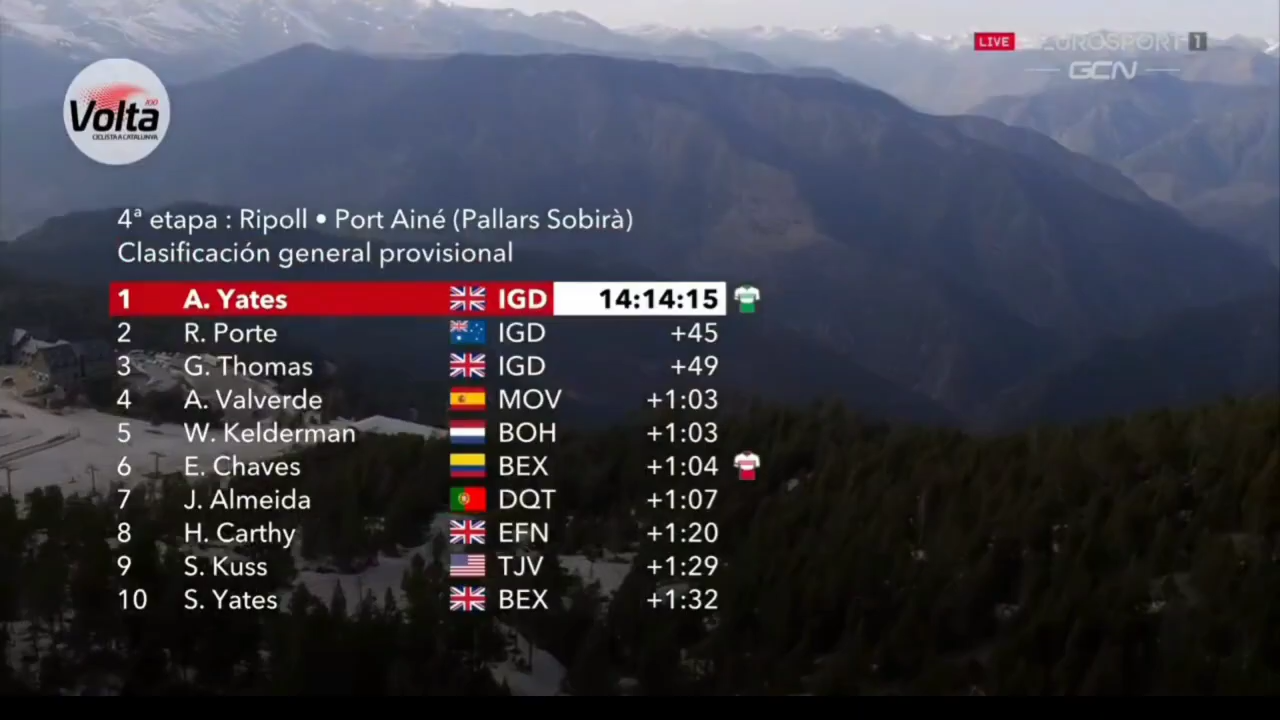 LIVE EUROSPORT 1
GCN
Volta 100
CICLISTA A CATALUNYA
4ª etapa : Ripoll • Port Ainé (Pallars Sobirà)
Clasificación general provisional
1 A. Yates IGD 14:14:15
2 R. Porte IGD +45
3 G. Thomas IGD +49
4 A. Valverde MOV +1:03
5 W. Kelderman BOH +1:03
6 E. Chaves BEX +1:04
7 J. Almeida DQT +1:07
8 H. Carthy EFN +1:20
9 S. Kuss TJV +1:29
10 S. Yates BEX +1:32